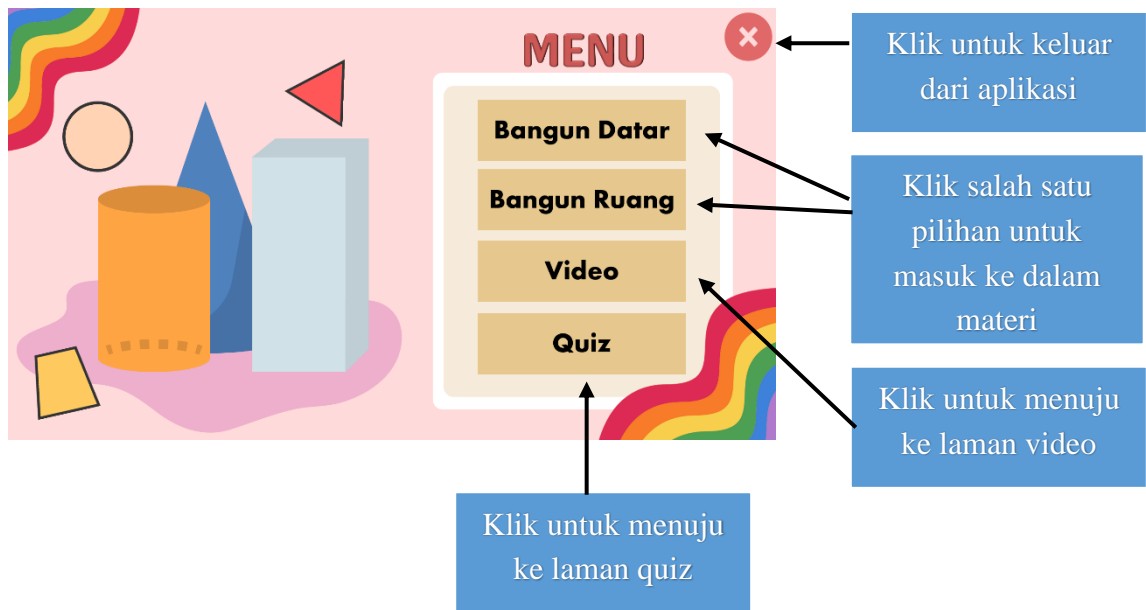 MENU
Bangun Datar
Bangun Ruang
Video
Quiz
Klik untuk keluar
dari aplikasi
Klik salah satu
pilihan untuk
masuk ke dalam
materi
Klik untuk menuju
ke laman video
Klik untuk menuju
ke laman quiz